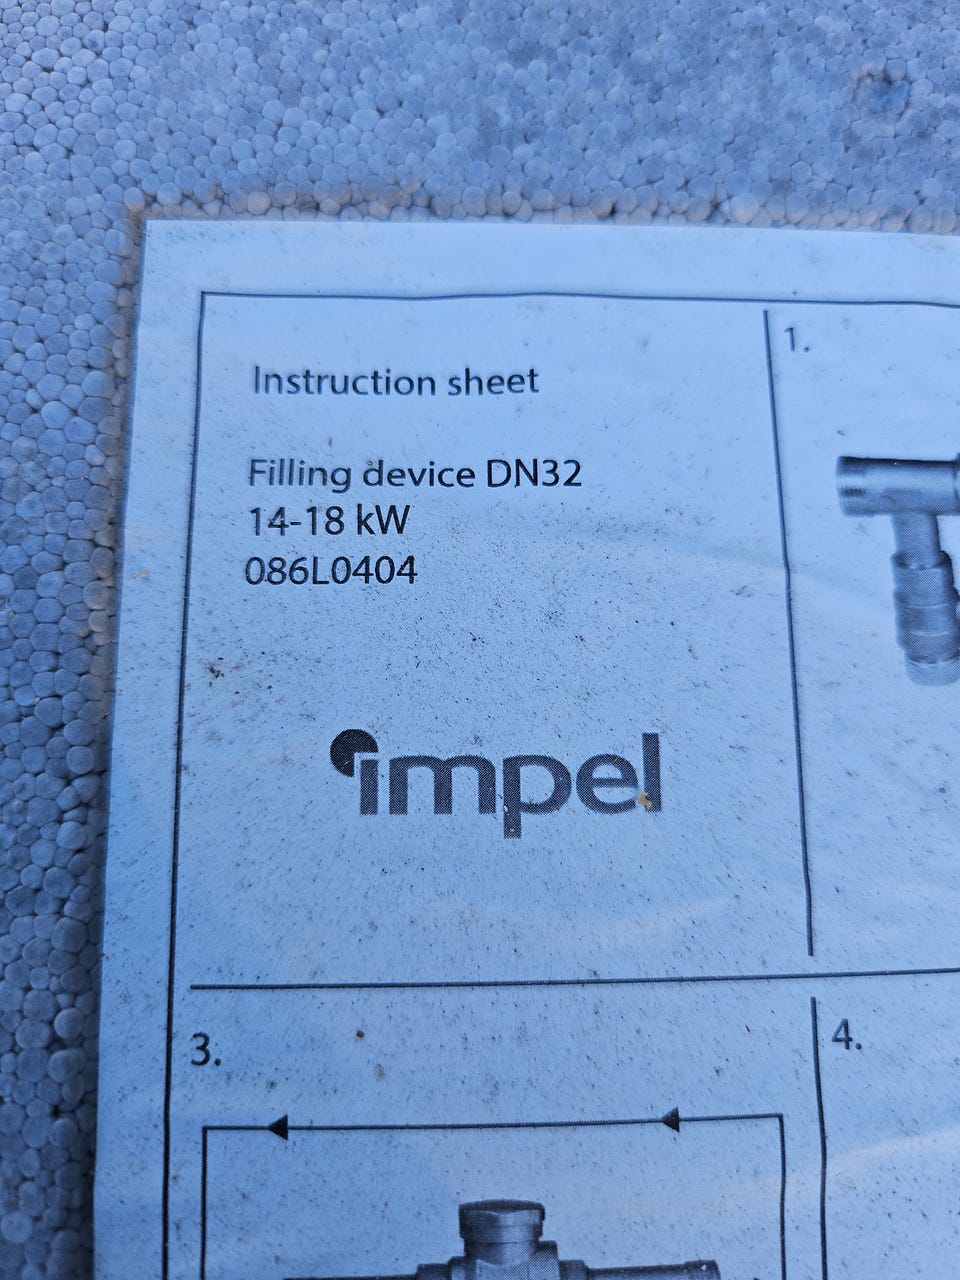 Instruction sheet
1.
Filling device DN32
14-18 kW
086L0404
impel
3.
4.